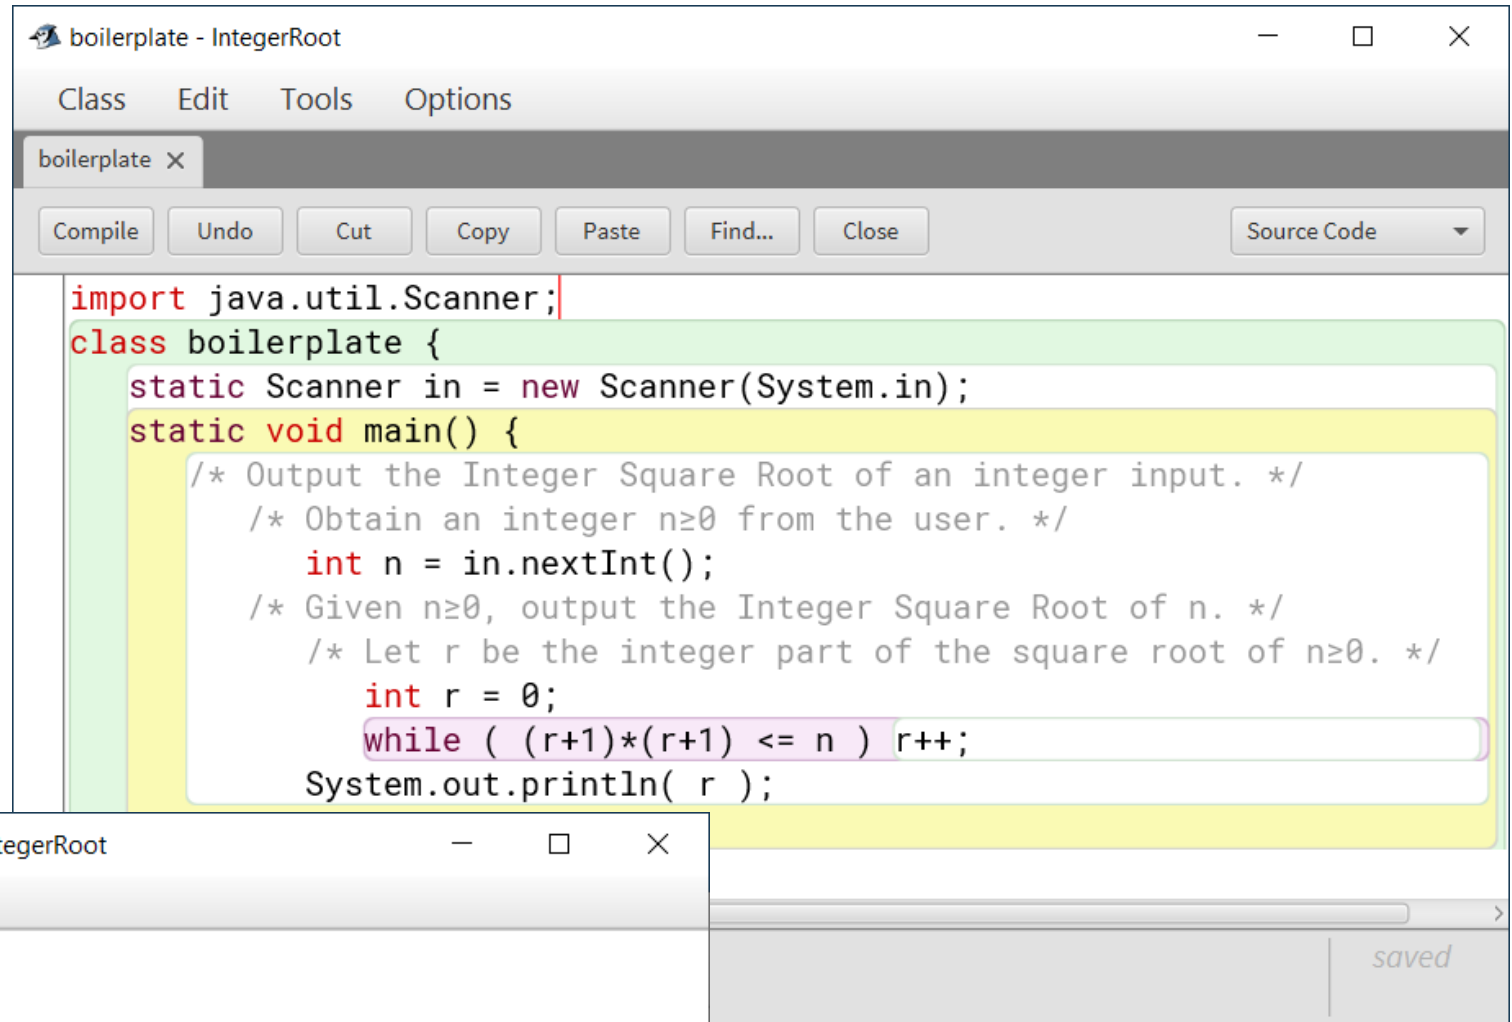 boilerplate - IntegerRoot
Class Edit Tools Options
boilerplate
Compile Undo Cut Copy Paste Find... Close Source Code
import java.util.Scanner;
class boilerplate {
static Scanner in = new Scanner(System.in);
static void main() {
/* Output the Integer Square Root of an integer input. */
/* Obtain an integer n≥0 from the user. */
int n = in.nextInt();
/* Given n≥0, output the Integer Square Root of n. */
/* Let r be the integer part of the square root of n≥0. */
int r = 0;
while ( (r+1)*(r+1) <= n ) r++;
System.out.println( r );
tegerRoot
saved